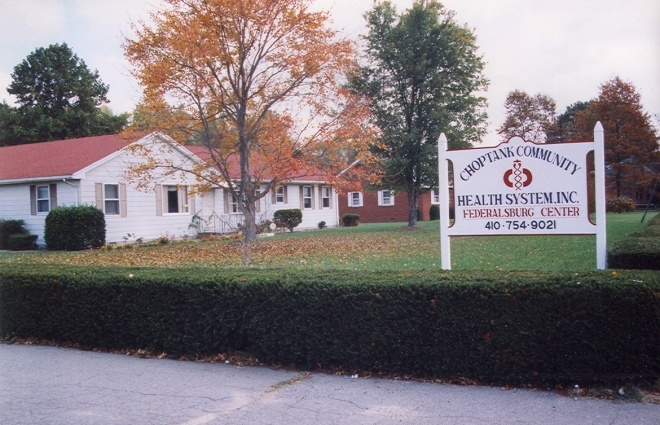 CHOPTANK COMMUNITY
HEALTH SYSTEM, INC.
FEDERALSBURG CENTER
410-754-9021